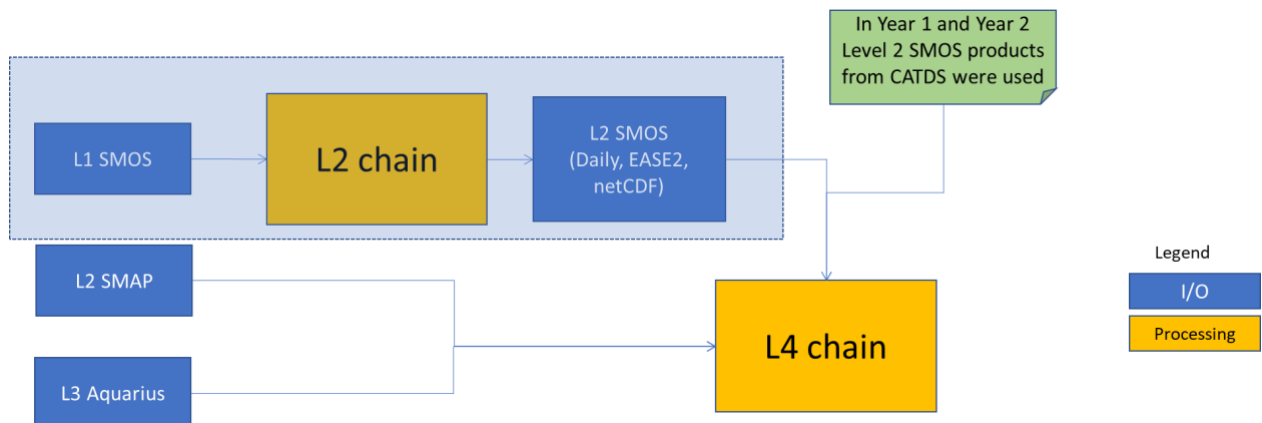 In Year 1 and Year 2
Level 2 SMOS products
from CATDS were used
L1 SMOS
L2 chain
L2 SMOS
(Daily, EASE2,
netCDF)
L2 SMAP
L4 chain
L3 Aquarius
Legend
I/O
Processing